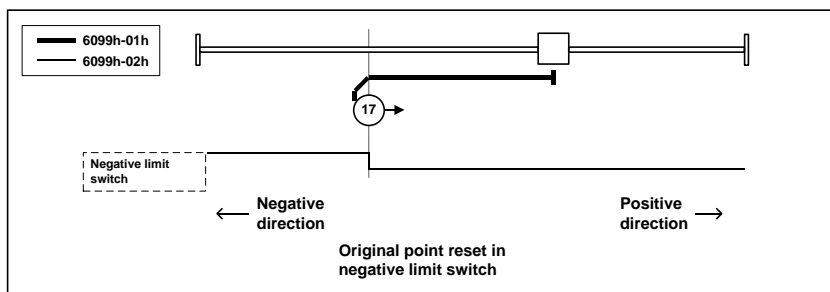 6099h-01h
6099h-02h
17
Negative limit
switch
Negative
direction
Positive
direction
Original point reset in
negative limit switch